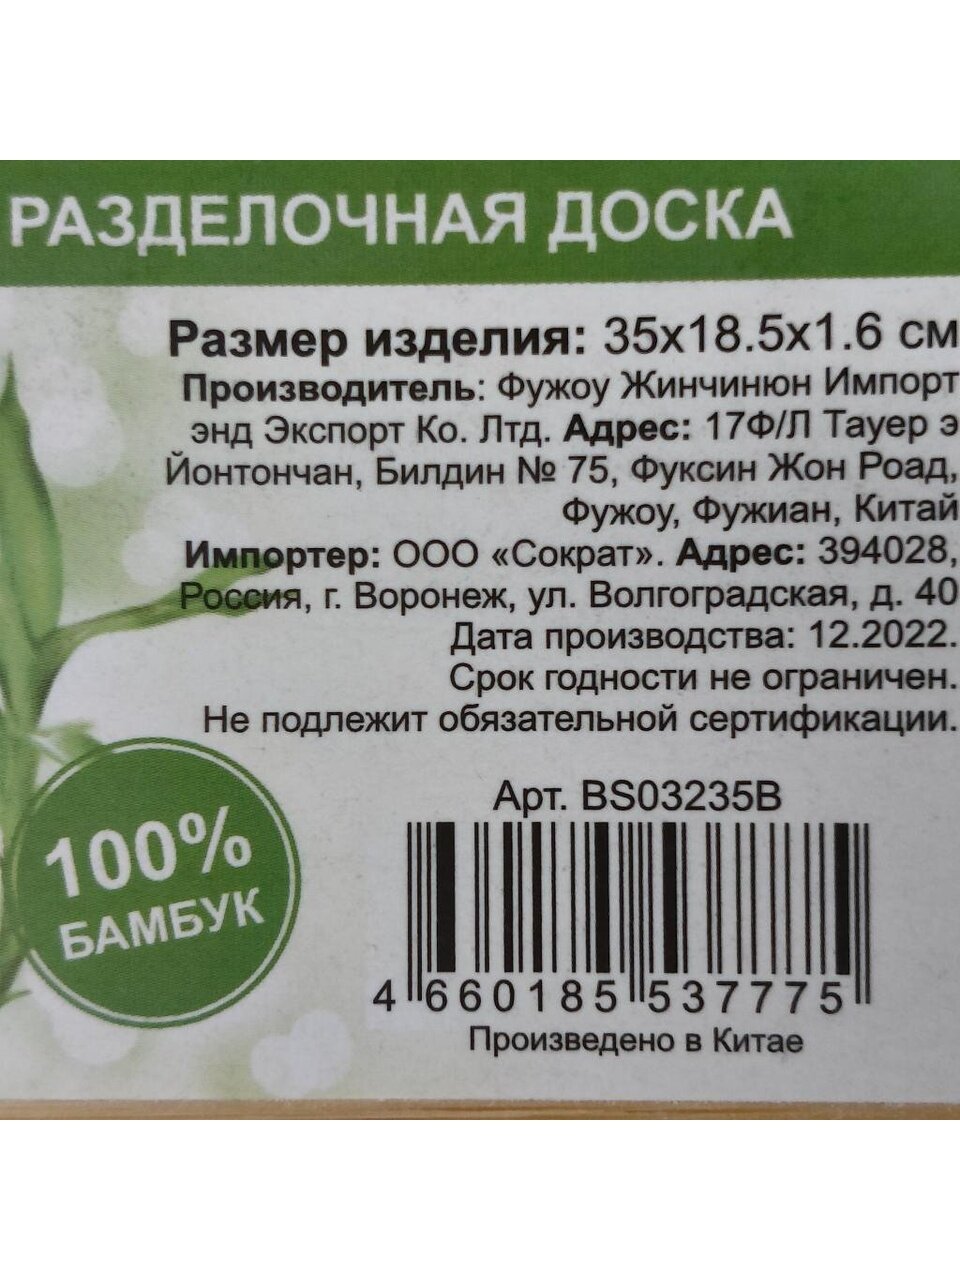 РАЗДЕЛОЧНАЯ ДОСКА
Размер изделия: 35х18.5х1.6 см
Производитель: Фужоу Жинчинюн Импорт
энд Экспорт Ко. Лтд. Адрес: 17Ф/Л Тауер э
Йонтончан, Билдин № 75, Фуксин Жон Роад,
Фужоу, Фужиан, Китай
Импортер: ООО «Сократ». Адрес: 394028,
Россия, г. Воронеж, ул. Волгоградская, д. 40
Дата производства: 12.2022.
Срок годности не ограничен.
Не подлежит обязательной сертификации.
100%
БАМБУК
Арт. BS03235B
4 660185 537775
Произведено в Китае